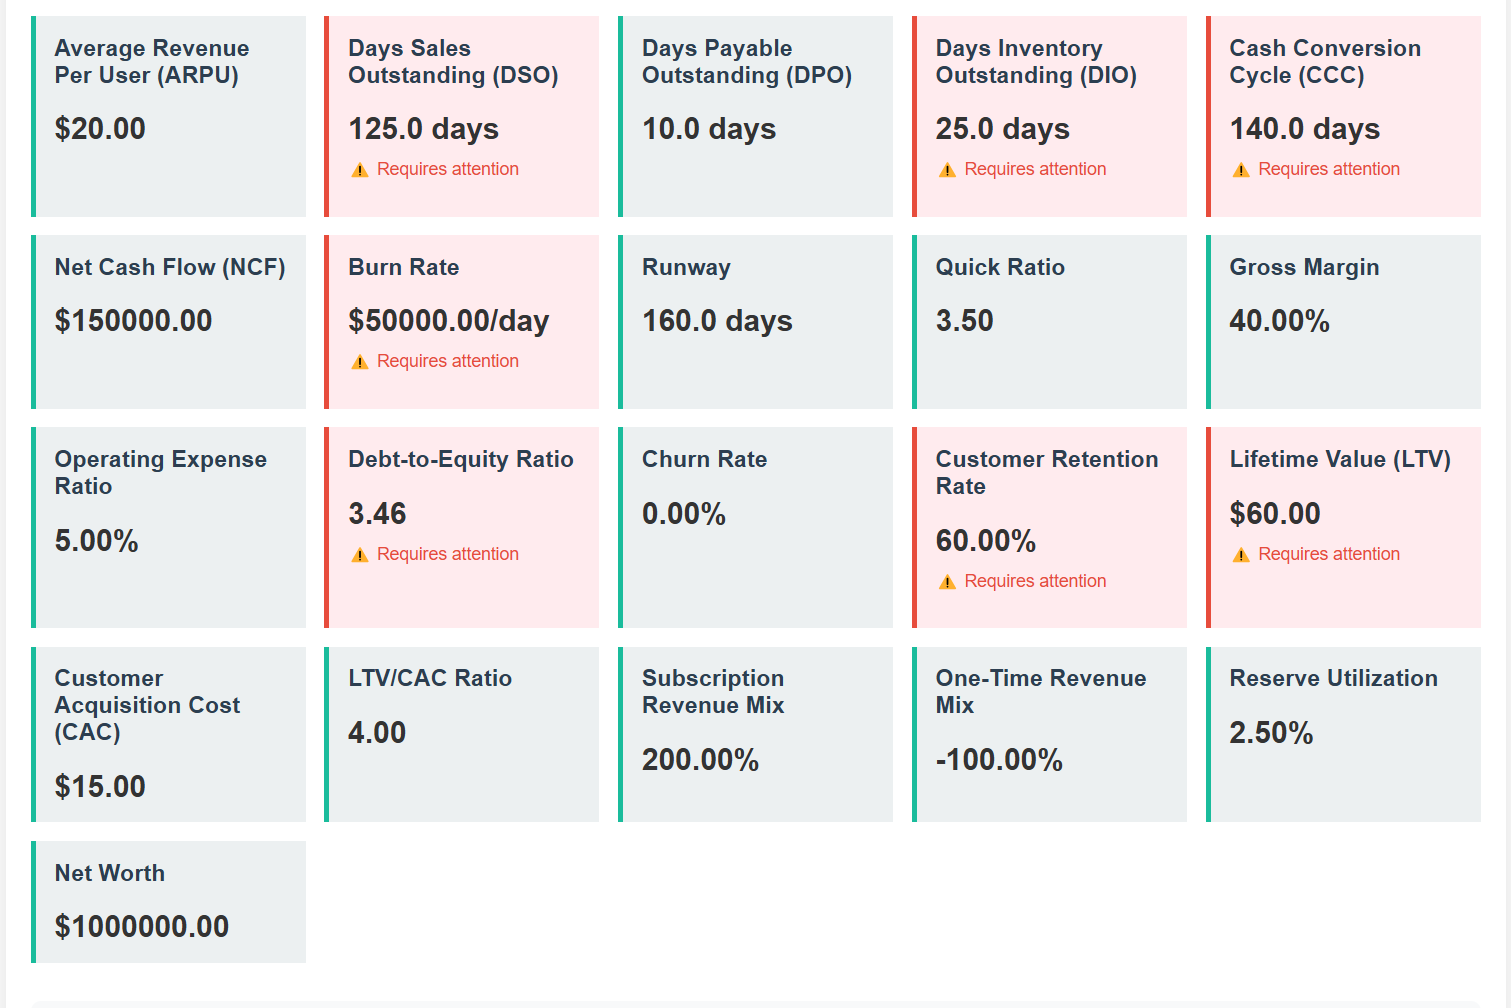 Average Revenue
Per User (ARPU)
$20.00
Days Sales
Outstanding (DSO)
125.0 days
⚠ Requires attention
Days Payable
Outstanding (DPO)
10.0 days
Days Inventory
Outstanding (DIO)
25.0 days
⚠ Requires attention
Cash Conversion
Cycle (CCC)
140.0 days
⚠ Requires attention
Net Cash Flow (NCF)
$150000.00
Burn Rate
$50000.00/day
⚠ Requires attention
Runway
160.0 days
Quick Ratio
3.50
Gross Margin
40.00%
Operating Expense
Ratio
5.00%
Debt-to-Equity Ratio
3.46
⚠ Requires attention
Churn Rate
0.00%
Customer Retention
Rate
60.00%
⚠ Requires attention
Lifetime Value (LTV)
$60.00
⚠ Requires attention
Customer
Acquisition Cost
(CAC)
$15.00
LTV/CAC Ratio
4.00
Subscription
Revenue Mix
200.00%
One-Time Revenue
Mix
-100.00%
Reserve Utilization
2.50%
Net Worth
$1000000.00